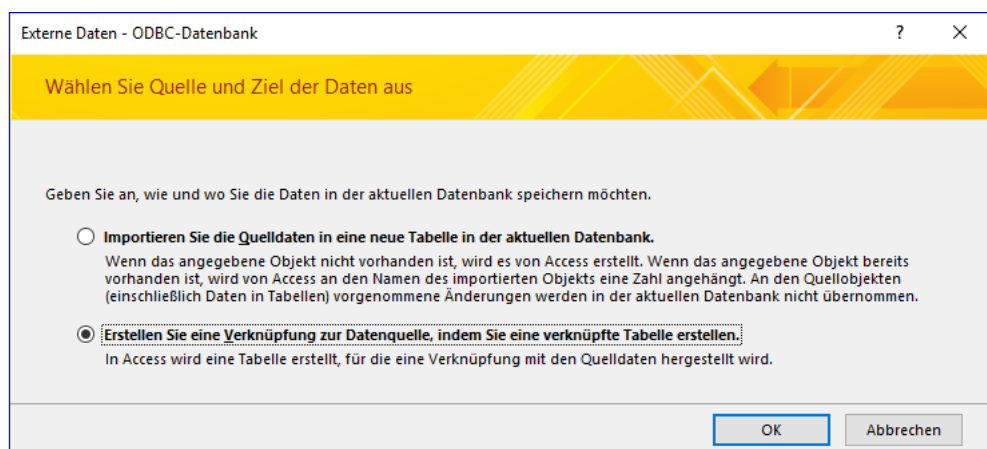 Externe Daten - ODBC-Datenbank
?
Wählen Sie Quelle und Ziel der Daten aus
Geben Sie an, wie und wo Sie die Daten in der aktuellen Datenbank speichern möchten.
Importieren Sie die Quelldaten in eine neue Tabelle in der aktuellen Datenbank.
Wenn das angegebene Objekt nicht vorhanden ist, wird es von Access erstellt. Wenn das angegebene Objekt bereits
vorhanden ist, wird von Access an den Namen des importierten Objekts eine Zahl angehängt. An den Quellobjekten
(einschließlich Daten in Tabellen) vorgenommene Änderungen werden in der aktuellen Datenbank nicht übernommen.
Erstellen Sie eine Verknüpfung zur Datenquelle, indem Sie eine verknüpfte Tabelle erstellen.
In Access wird eine Tabelle erstellt, für die eine Verknüpfung mit den Quelldaten hergestellt wird.
OK Abbrechen